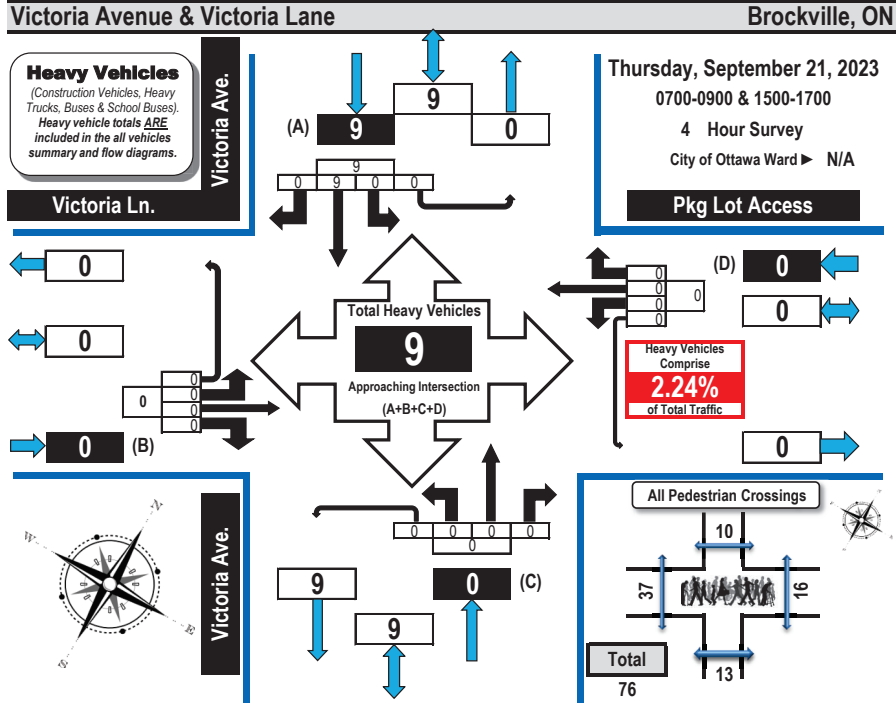 Victoria Avenue & Victoria Lane
Brockville, ON
Heavy Vehicles
(Construction Vehicles, Heavy
Trucks, Buses & School Buses).
Heavy vehicle totals ARE
included in the all vehicles
summary and flow diagrams.
Victoria Ave.
Victoria Ln.
9
(A) 9
0
9
0 9 0 0
Thursday, September 21, 2023
0700-0900 & 1500-1700
4 Hour Survey
City of Ottawa Ward ► N/A
Pkg Lot Access
0
0
0
0
0
0
0
0
0 (B)
Total Heavy Vehicles
9
Approaching Intersection
(A+B+C+D)
0
0
0
0
0
(D) 0
0
Heavy Vehicles
Comprise
2.24%
of Total Traffic
0
N
W
E
S
Victoria Ave.
0 0 0 0
0
9
0 (C)
9
All Pedestrian Crossings
10
37
16
13
Total
76